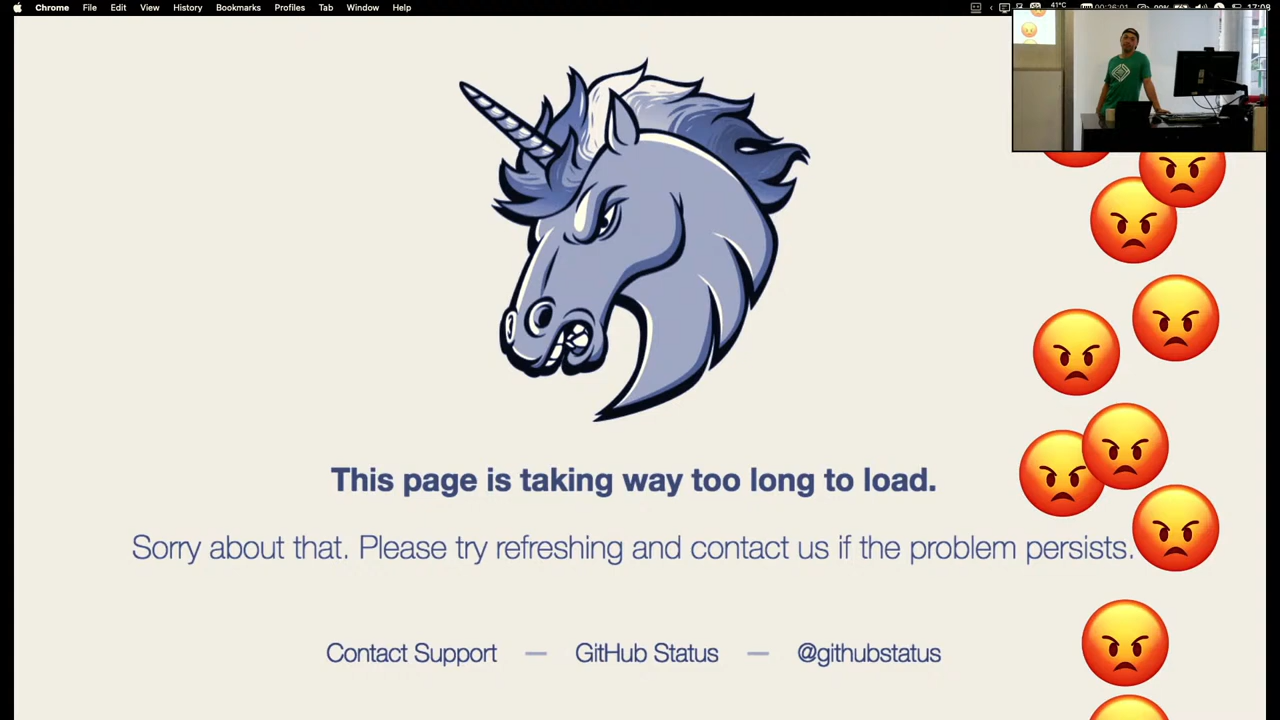 Chrome File Edit View History Bookmarks Profiles Tab Window Help
41°C
This page is taking way too long to load.
Sorry about that. Please try refreshing and contact us if the problem persists.
Contact Support — GitHub Status — @githubstatus